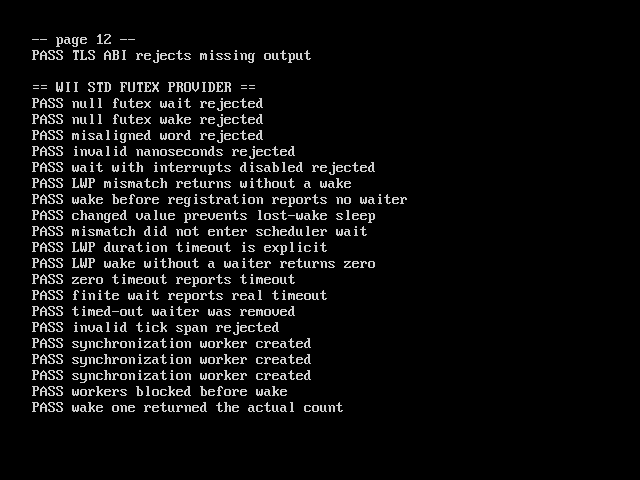 -- page 12 --
PASS TLS ABI rejects missing output
== WII STD FUTEX PROVIDER ==
PASS null futex wait rejected
PASS null futex wake rejected
PASS misaligned word rejected
PASS invalid nanoseconds rejected
PASS wait with interrupts disabled rejected
PASS LWP mismatch returns without a wake
PASS wake before registration reports no waiter
PASS changed value prevents lost-wake sleep
PASS mismatch did not enter scheduler wait
PASS LWP duration timeout is explicit
PASS LWP wake without a waiter returns zero
PASS zero timeout reports timeout
PASS finite wait reports real timeout
PASS timed-out waiter was removed
PASS invalid tick span rejected
PASS synchronization worker created
PASS synchronization worker created
PASS synchronization worker created
PASS workers blocked before wake
PASS wake one returned the actual count